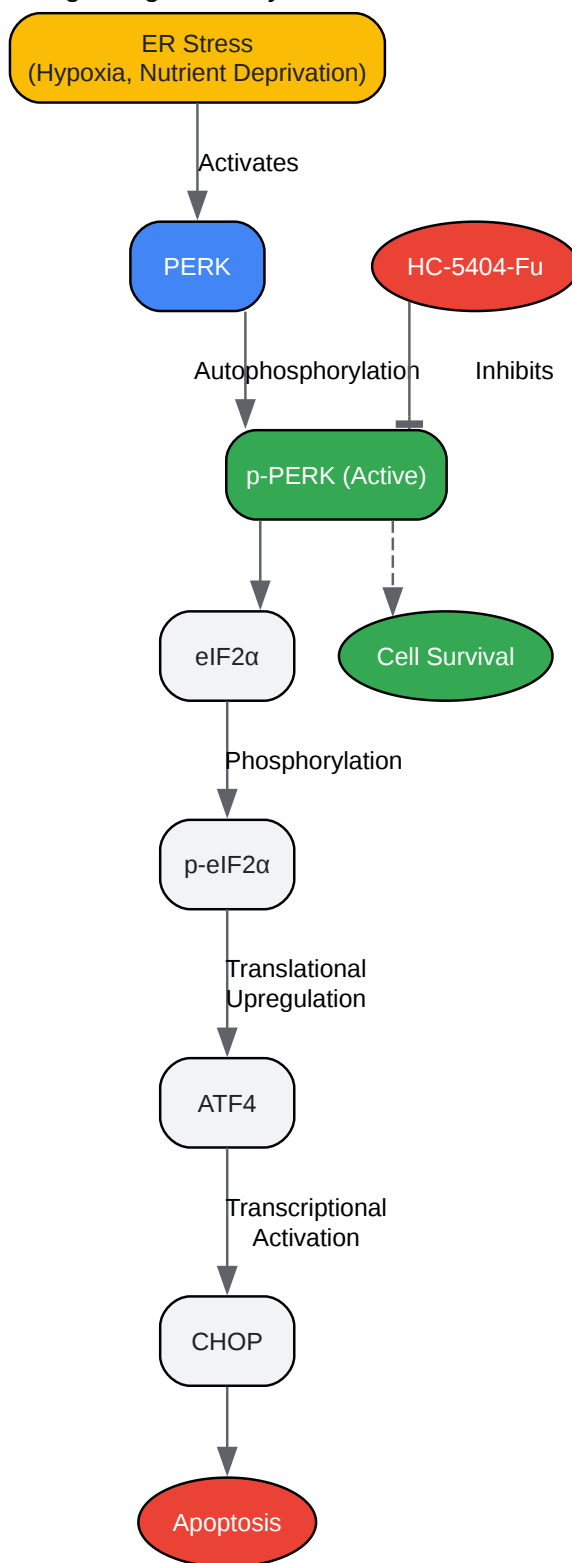 ER Stress
(Hypoxia, Nutrient Deprivation)
Activates
PERK
HC-5404-Fu
Autophosphorylation
Inhibits
p-PERK (Active)
eIF2α
Cell Survival
Phosphorylation
p-eIF2α
Translational
Upregulation
ATF4
Transcriptional
Activation
CHOP
Apoptosis